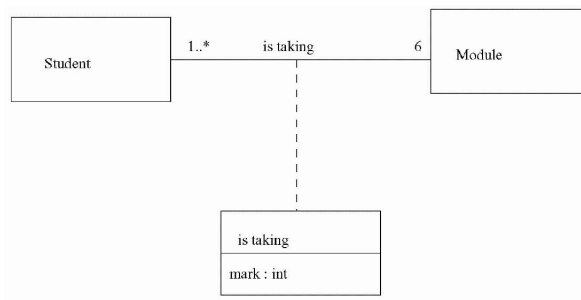 1..* is taking 6
Student
Module
is taking
mark : int